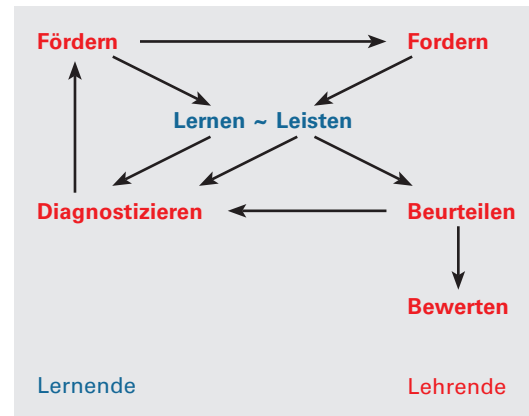 Fördern Fordern
Lernen ~ Leisten
Diagnostizieren Beurteilen
Bewerten
Lernende Lehrende